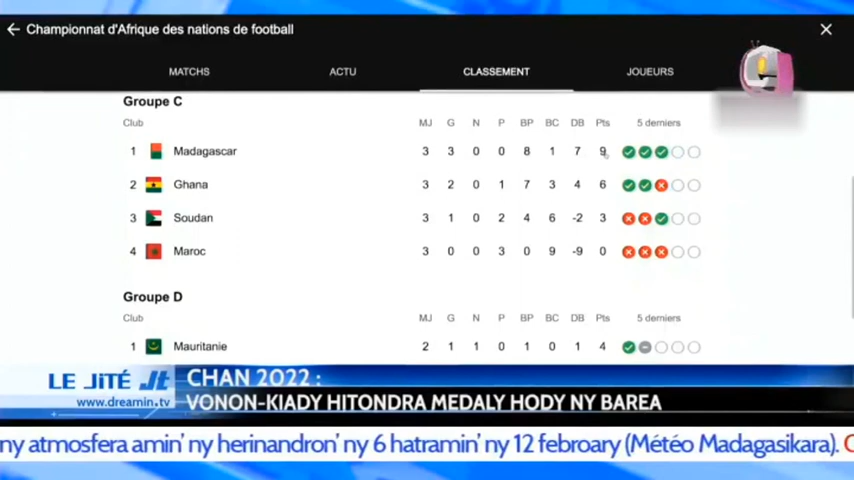 Championnat d'Afrique des nations de football
MATCHS ACTU CLASSEMENT JOUEURS
Groupe C
Club MJ G N P BP BC DB Pts 5 derniers
1 Madagascar 3 3 0 0 8 1 7 9
2 Ghana 3 2 0 1 7 3 4 6
3 Soudan 3 1 0 2 4 6 -2 3
4 Maroc 3 0 0 3 0 9 -9 0
Groupe D
Club MJ G N P BP BC DB Pts 5 derniers
1 Mauritanie 2 1 1 0 1 0 1 4
LE JiTÉ Jt
www.dreamin.tv
CHAN 2022 :
VONON-KIADY HITONDRA MEDALY HODY NY BAREA
ny atmosfera amin' ny herinandron' ny 6 hatramin' ny 12 febroary (Météo Madagasikara).